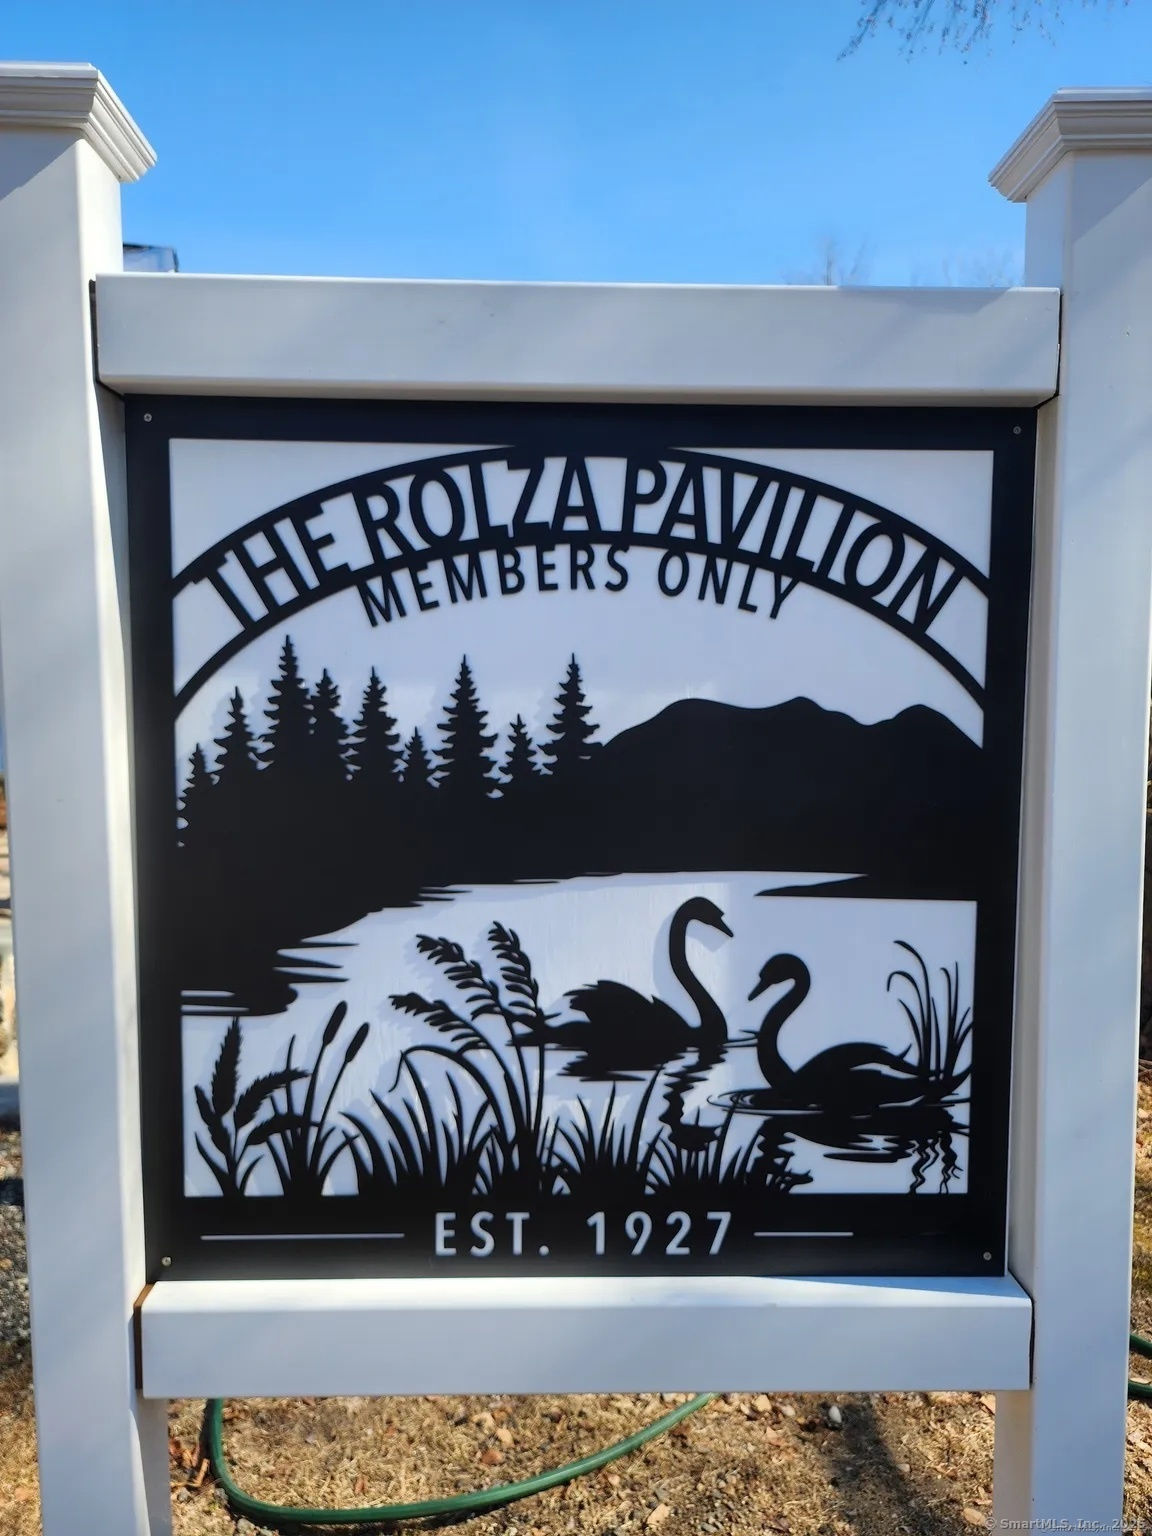 THE ROLZA PAVILION
MEMBERS ONLY
EST. 1927
© SmartMLS, Inc. 2025